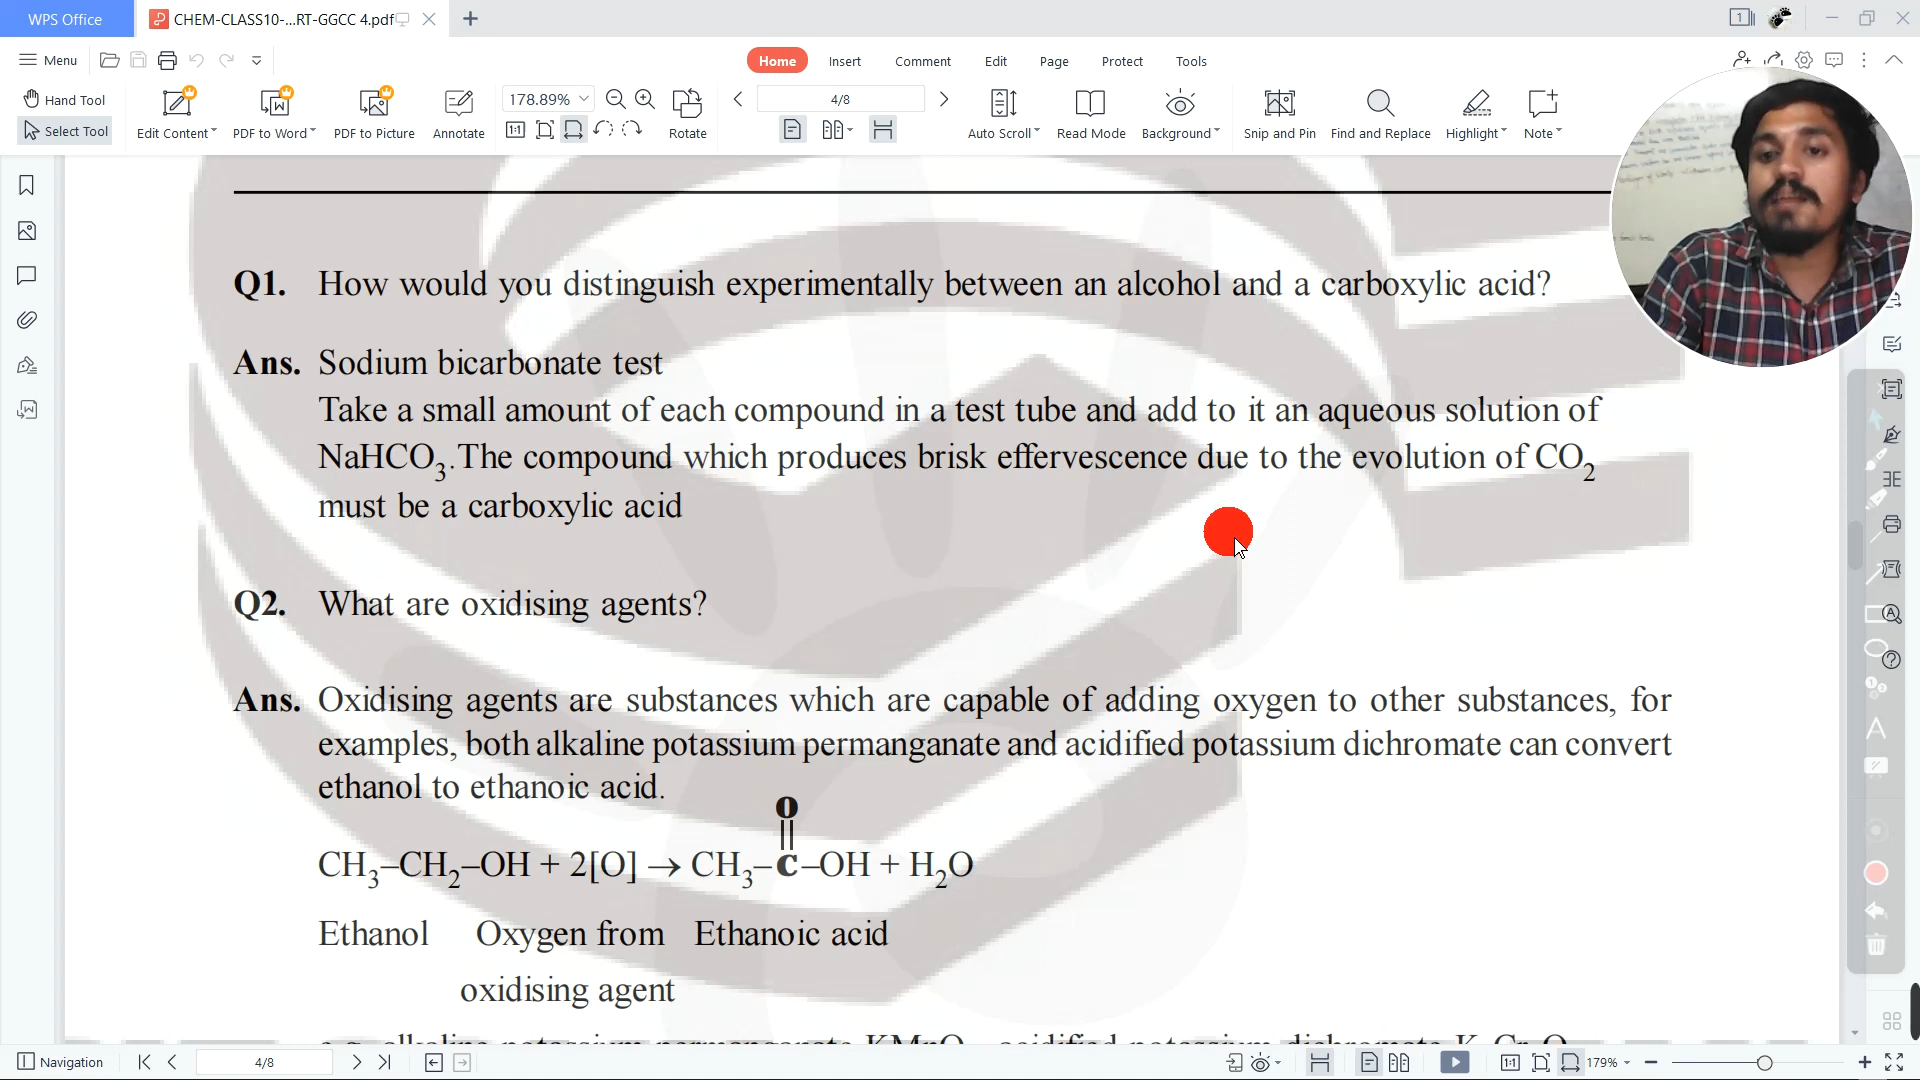 WPS Office
CHEM-CLASS10-...RT-GGCC 4.pdf
1
Menu
Home Insert Comment Edit Page Protect Tools
Hand Tool
Select Tool
Edit Content
PDF to Word
PDF to Picture
Annotate
178.89%
1:1
Rotate
4/8
Auto Scroll
Read Mode
Background
Snip and Pin
Find and Replace
Highlight
Note
Q1. How would you distinguish experimentally between an alcohol and a carboxylic acid?
Ans. Sodium bicarbonate test
Take a small amount of each compound in a test tube and add to it an aqueous solution of
NaHCO3.The compound which produces brisk effervescence due to the evolution of CO2
must be a carboxylic acid
Q2. What are oxidising agents?
Ans. Oxidising agents are substances which are capable of adding oxygen to other substances, for
examples, both alkaline potassium permanganate and acidified potassium dichromate can convert
ethanol to ethanoic acid.
O
CH3–CH2–OH + 2[O] → CH3–C–OH + H2O
Ethanol Oxygen from Ethanoic acid
oxidising agent
Navigation
4/8
1:1
179%